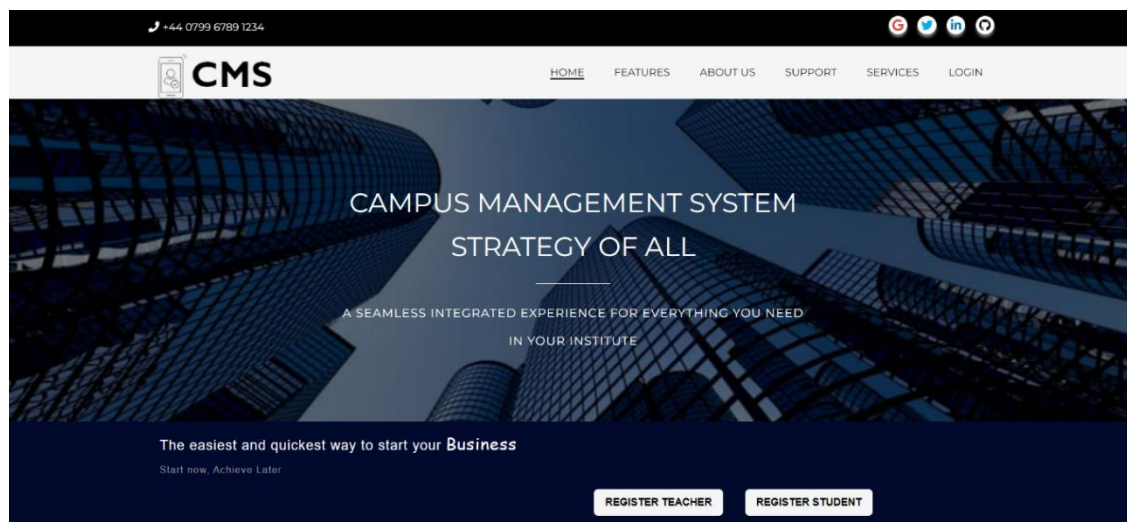 +44 0799 6789 1234
CMS
HOME FEATURES ABOUT US SUPPORT SERVICES LOGIN
CAMPUS MANAGEMENT SYSTEM
STRATEGY OF ALL
A SEAMLESS INTEGRATED EXPERIENCE FOR EVERYTHING YOU NEED
IN YOUR INSTITUTE
The easiest and quickest way to start your Business
Start now, Achieve Later
REGISTER TEACHER REGISTER STUDENT